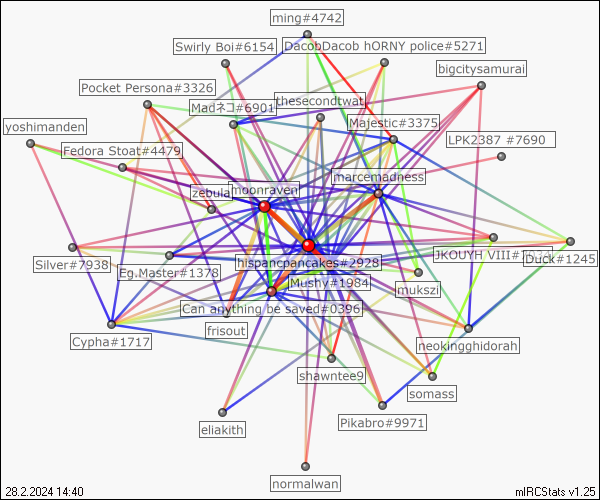 ming#4742
Swirly Boi#6154
DacobDacob hORNY police#5271
bigcitysamurai
Pocket Persona#3326
Madネコ#6901
thesecondtwat
Majestic#3375
yoshimanden
LPK2387 #7690
Fedora Stoat#4479
marcemadness
zebula
moonraven
hispancpancakes#2928
JKOUYH VIII#7
Duck#1245
Silver#7938
Eg.Master#1378
Mushy#1984
mukszi
Can anything be saved#0396
frisout
Cypha#1717
neokingghidorah
shawntee9
somass
Pikabro#9971
eliakith
normalwan
28.2.2024 14:40
mIRCStats v1.25